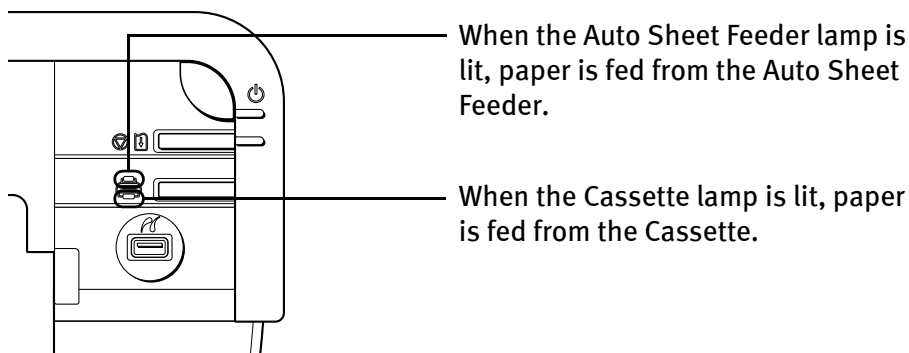 When the Auto Sheet Feeder lamp is
lit, paper is fed from the Auto Sheet
Feeder.
When the Cassette lamp is lit, paper
is fed from the Cassette.